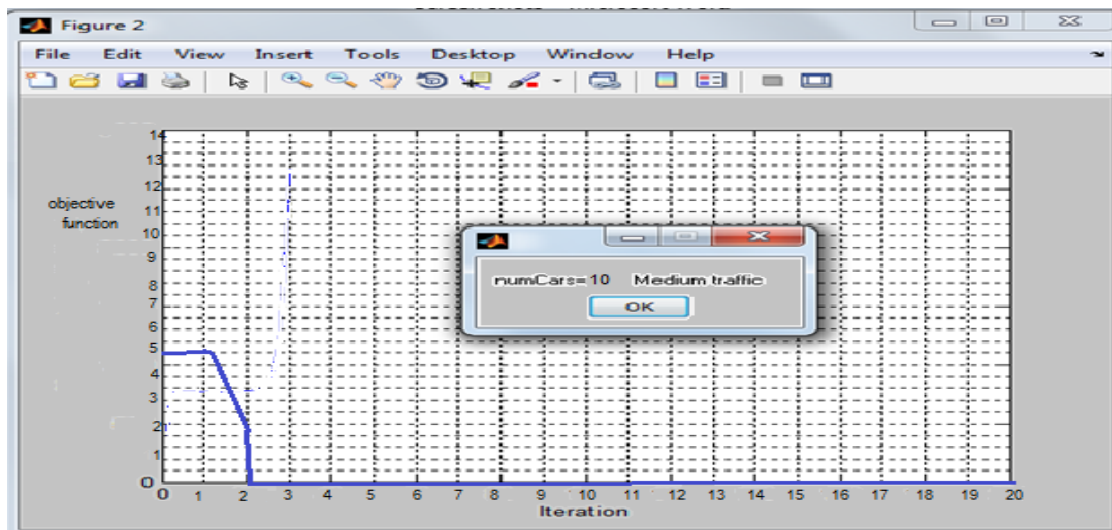 Figure 2
File Edit View Insert Tools Desktop Window Help
14
13
12
objective
function
11
10
9
8
7
6
5
4
3
2
1
0
numCars=10 Medium traffic
OK
0 1 2 3 4 5 6 7 8 9 10 11 12 13 14 15 16 17 18 19 20
Iteration